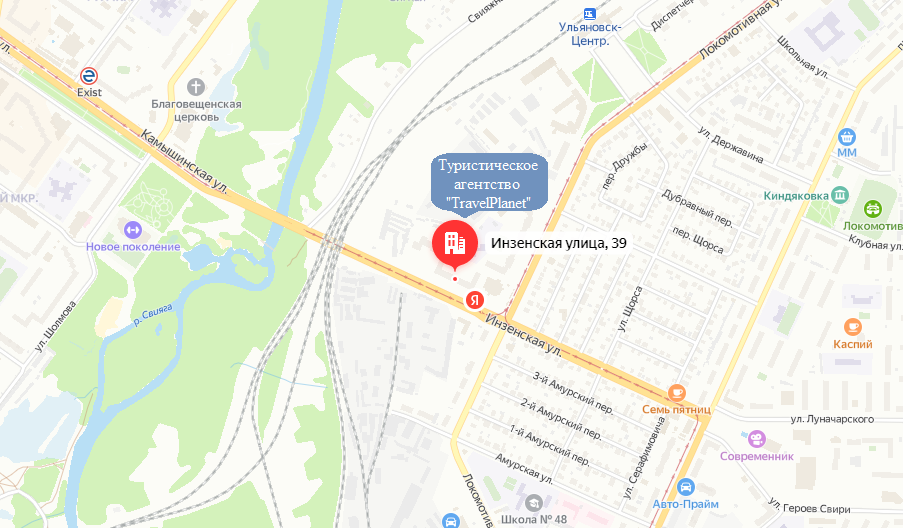 Свияжн
Ульяновск-
Центр.
Диспетчер
Локомотивная ул.
Школьная ул.
ул.
Exist
Благовещенская
церковь
Камышинская ул.
ул. Державина
пер. Дружбы
ММ
Туристическое
агентство
"TravelPlanet"
Дубравный пер.
Киндяковка
Й МКР.
Новое поколение
Инзенская улица, 39
пер. Щорса
Локомотив
Клубная ул.
р. Свияга
ул. Шолмова
Я
ул. Щорса
Инзенская ул.
Каспий
3-й Амурский пер.
Семь пятниц
2-й Амурский пер.
ул. Луначарского
1-й Амурский пер.
ул. Серафимовича
Современник
Амурская ул.
Локомотив
Авто-Прайм
Школа № 48
ул. Героев Свири